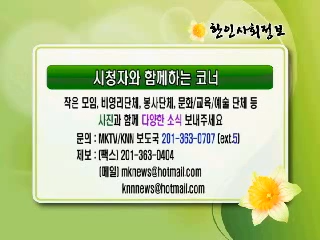 한인사회정보
시청자와 함께하는 코너
작은 모임, 비영리단체, 봉사단체, 문화/교육/예술 단체 등
사진과 함께 다양한 소식 보내주세요
문의 : MKTV/KNN 보도국 201-363-0707 (ext.5)
제보 : (팩스) 201-363-0404
(메일) mknews@hotmail.com
knnnews@hotmail.com